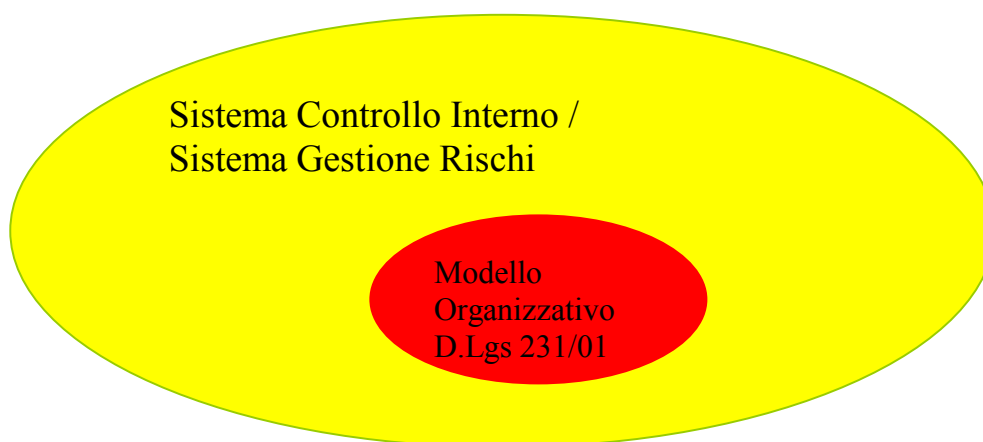 Sistema Controllo Interno /
Sistema Gestione Rischi
Modello
Organizzativo
D.Lgs 231/01